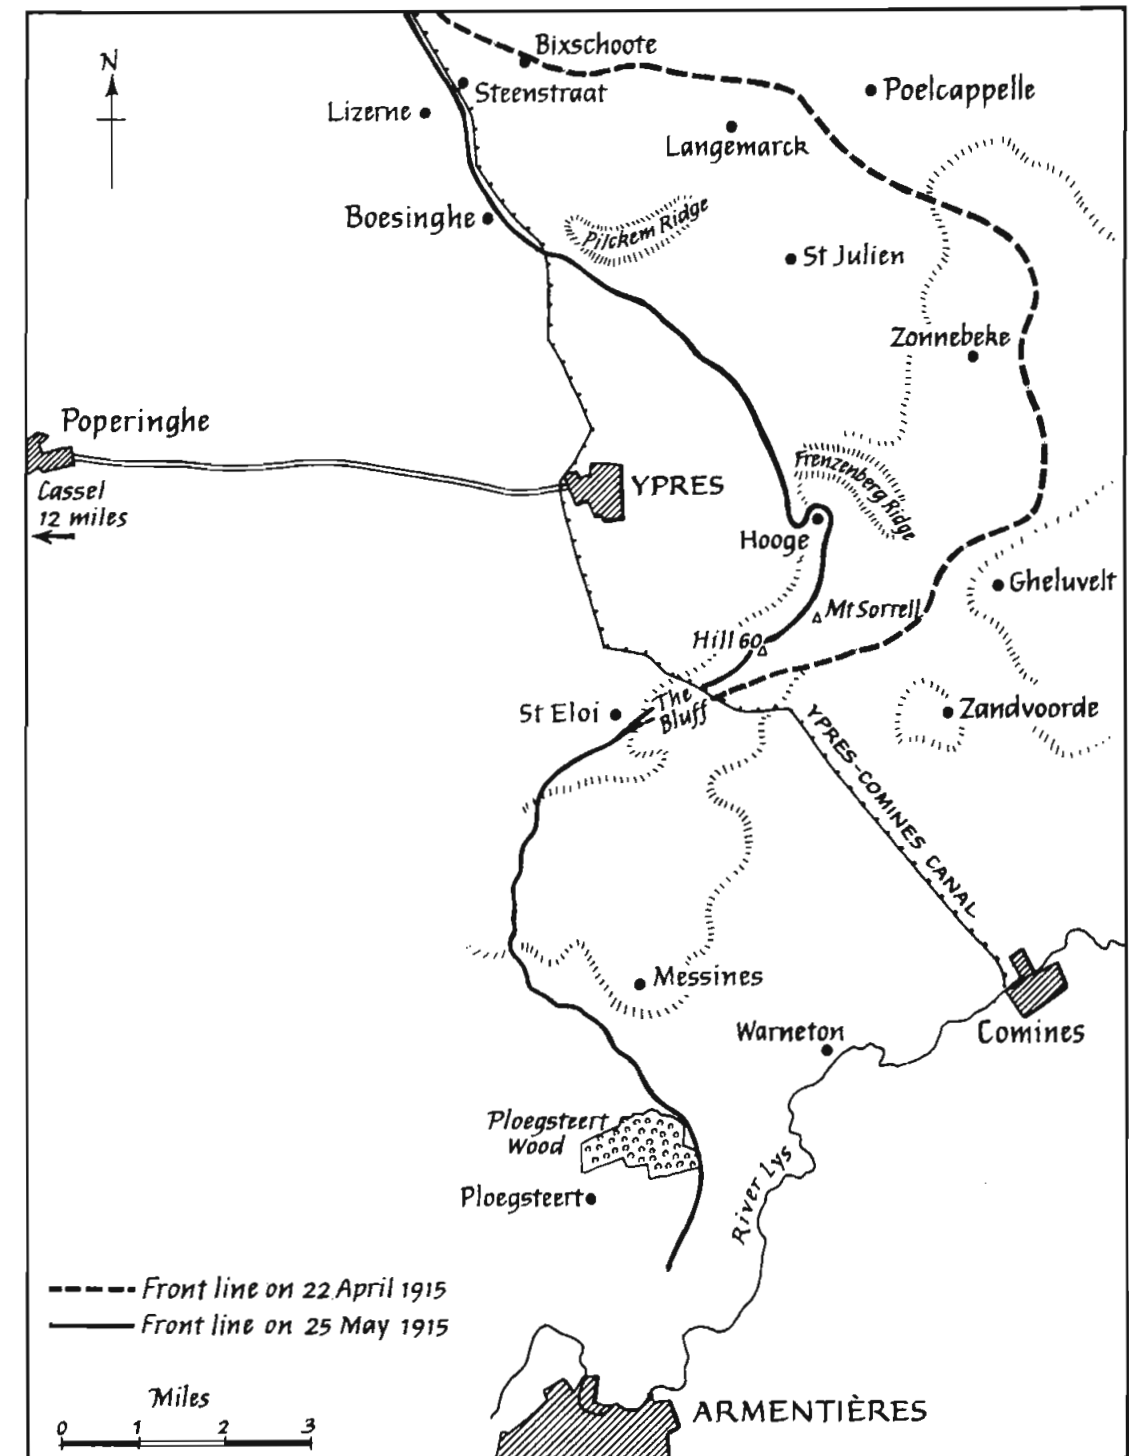 N
Bixschoote
Steenstraat
Poelcappelle
Lizerne
Langemarck
Boesinghe
Pilckem Ridge
St Julien
Zonnebeke
Poperinghe
Cassel
12 miles
YPRES
Frenzenberg Ridge
Hooge
Gheluvelt
Mt Sorrell
Hill 60
The
Bluff
St Eloi
Zandvoorde
YPRES-COMINES CANAL
Messines
Warneton
Comines
Ploegsteert
Wood
Ploegsteert
River Lys
Front line on 22 April 1915
Front line on 25 May 1915
Miles
0 1 2 3
ARMENTIÈRES